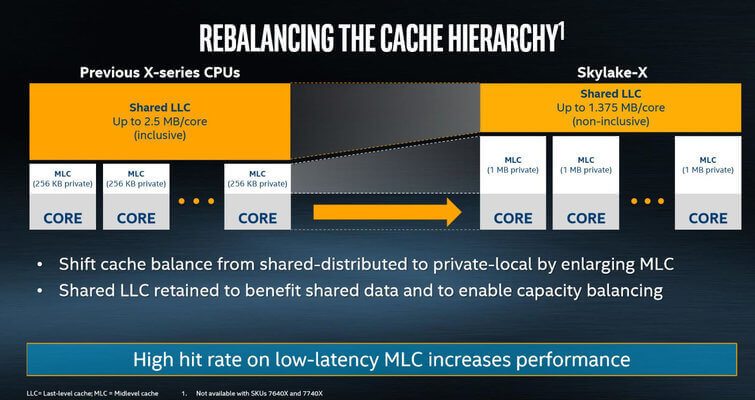 REBALANCING THE CACHE HIERARCHY¹
Previous X-series CPUs
Shared LLC
Up to 2.5 MB/core
(inclusive)
MLC
(256 KB private)
CORE
MLC
(256 KB private)
CORE
MLC
(256 KB private)
CORE
Skylake-X
Shared LLC
Up to 1.375 MB/core
(non-inclusive)
MLC
(1 MB private)
CORE
MLC
(1 MB private)
CORE
MLC
(1 MB private)
CORE
• Shift cache balance from shared-distributed to private-local by enlarging MLC
• Shared LLC retained to benefit shared data and to enable capacity balancing
High hit rate on low-latency MLC increases performance
LLC= Last-level cache; MLC = Midlevel cache 1. Not available with SKUs 7640X and 7740X